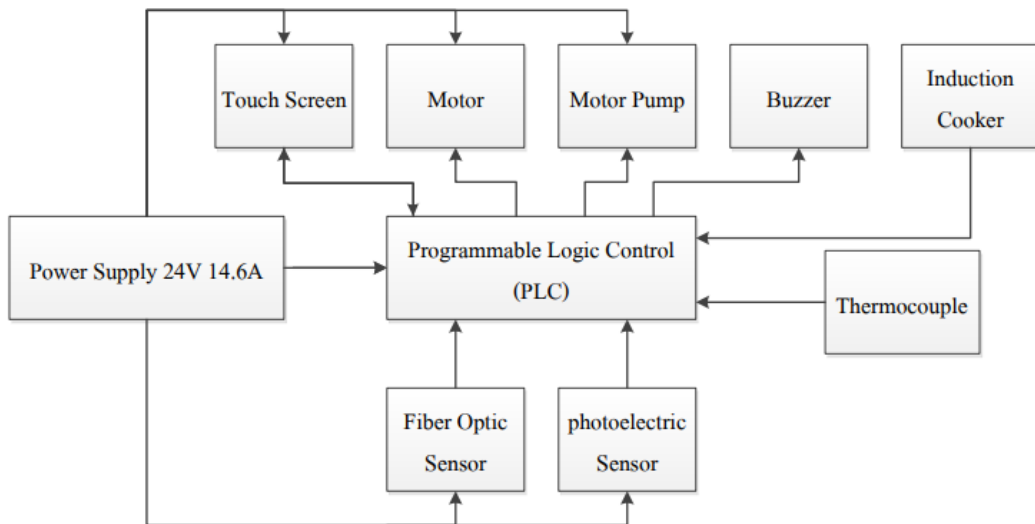 Touch Screen
Motor
Motor Pump
Buzzer
Induction
Cooker
Power Supply 24V 14.6A
Programmable Logic Control
(PLC)
Thermocouple
Fiber Optic
Sensor
photoelectric
Sensor